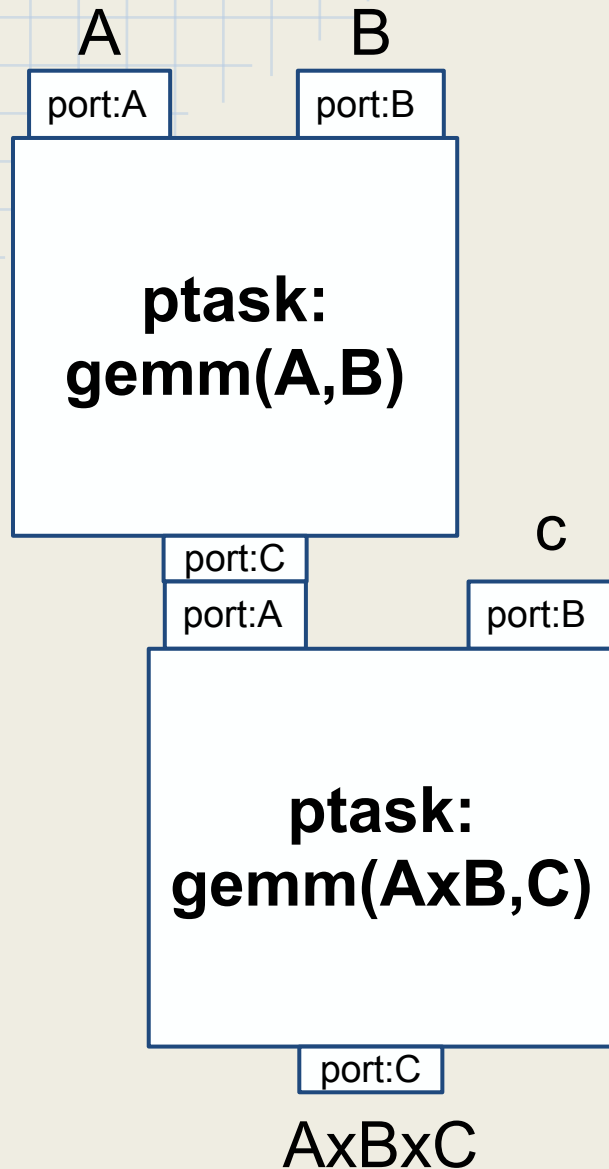 A
B
port:A
port:B
ptask:
gemm(A,B)
port:C
c
port:A
port:B
ptask:
gemm(AxB,C)
port:C
AxBxC